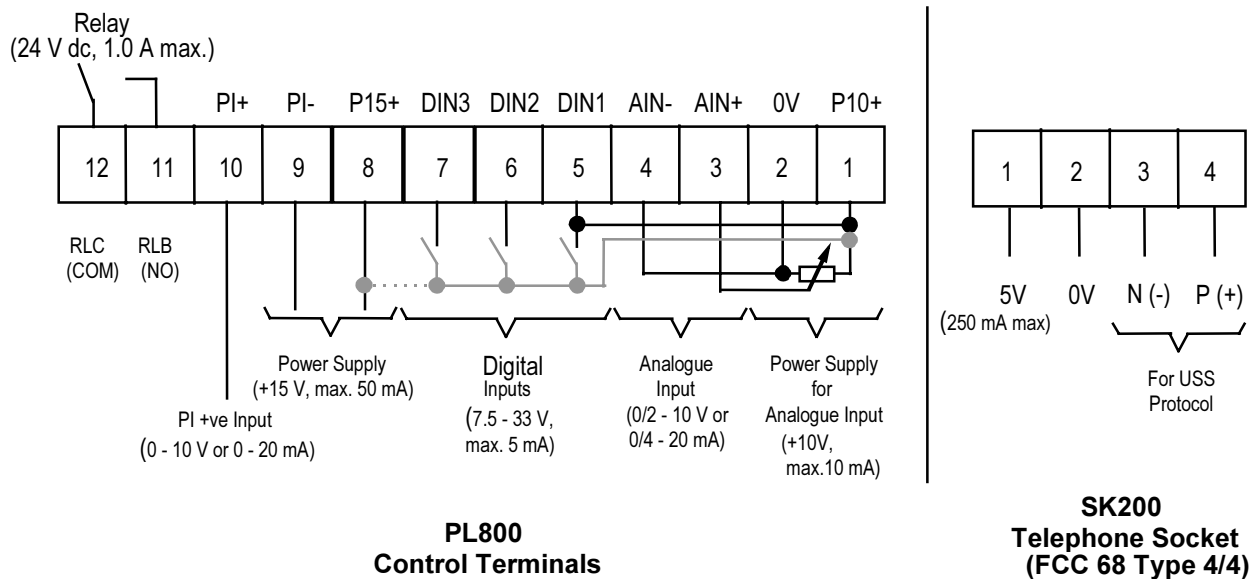 Relay
(24 V dc, 1.0 A max.)
PI+ PI- P15+ DIN3 DIN2 DIN1 AIN- AIN+ 0V P10+
12 11 10 9 8 7 6 5 4 3 2 1
RLC
(COM)
RLB
(NO)
Power Supply
(+15 V, max. 50 mA)
PI +ve Input
(0 - 10 V or 0 - 20 mA)
Digital
Inputs
(7.5 - 33 V,
max. 5 mA)
Analogue
Input
(0/2 - 10 V or
0/4 - 20 mA)
Power Supply
for
Analogue Input
(+10V,
max.10 mA)
PL800
Control Terminals
1 2 3 4
5V
(250 mA max)
0V
N (-)
P (+)
For USS
Protocol
SK200
Telephone Socket
(FCC 68 Type 4/4)